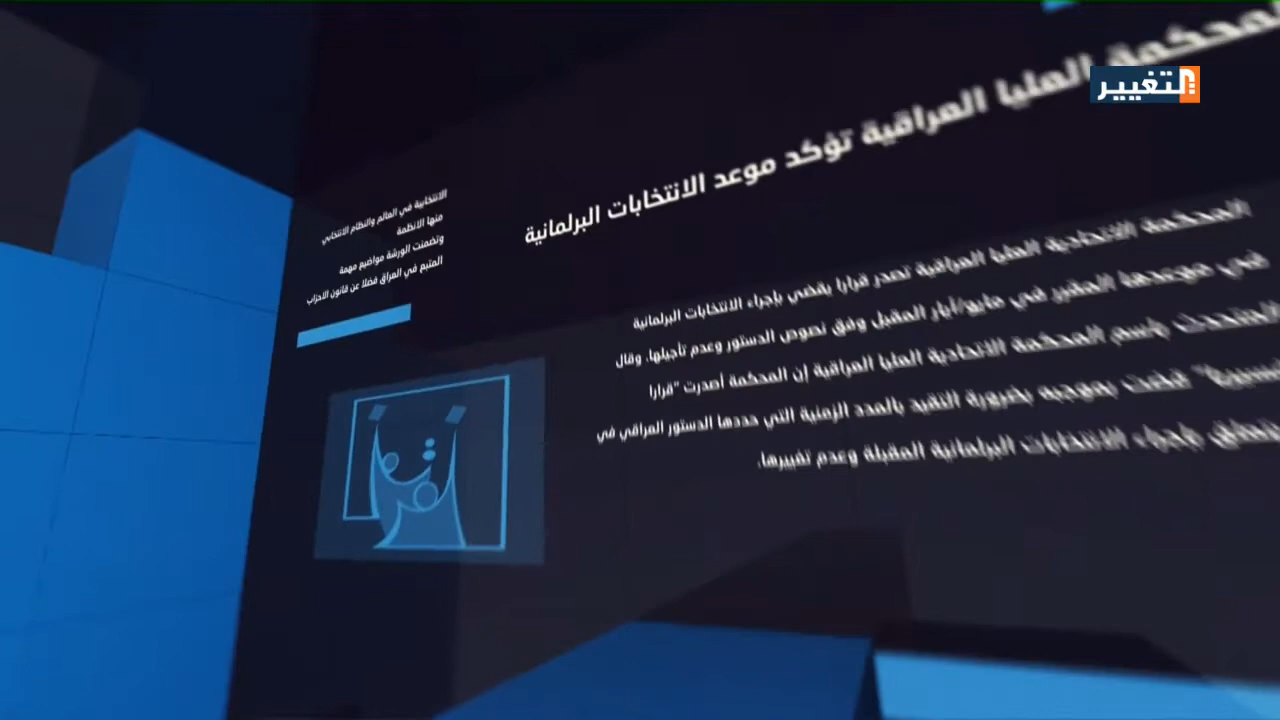 التغيير
المحكمة العليا العراقية تؤكد موعد الانتخابات البرلمانية
المحكمة الاتحادية العليا العراقية تصدر قرارا يقضي بإجراء الانتخابات البرلمانية
في موعدها المقرر في مايو/أيار المقبل وفق نصوص الدستور وعدم تأجيلها. وقال
المتحدث باسم المحكمة الاتحادية العليا العراقية إن المحكمة أصدرت "قرارا
تفسيريا" قضت بموجبه بضرورة التقيد بالمدد الزمنية التي حددها الدستور العراقي في
يتعلق بإجراء الانتخابات البرلمانية المقبلة وعدم تغييرها.
الانتخابية في العالم والنظام الانتخابي
منها الانظمة
وتضمنت الورشة مواضيع مهمة
المتبع في العراق فضلا عن قانون الاحزاب